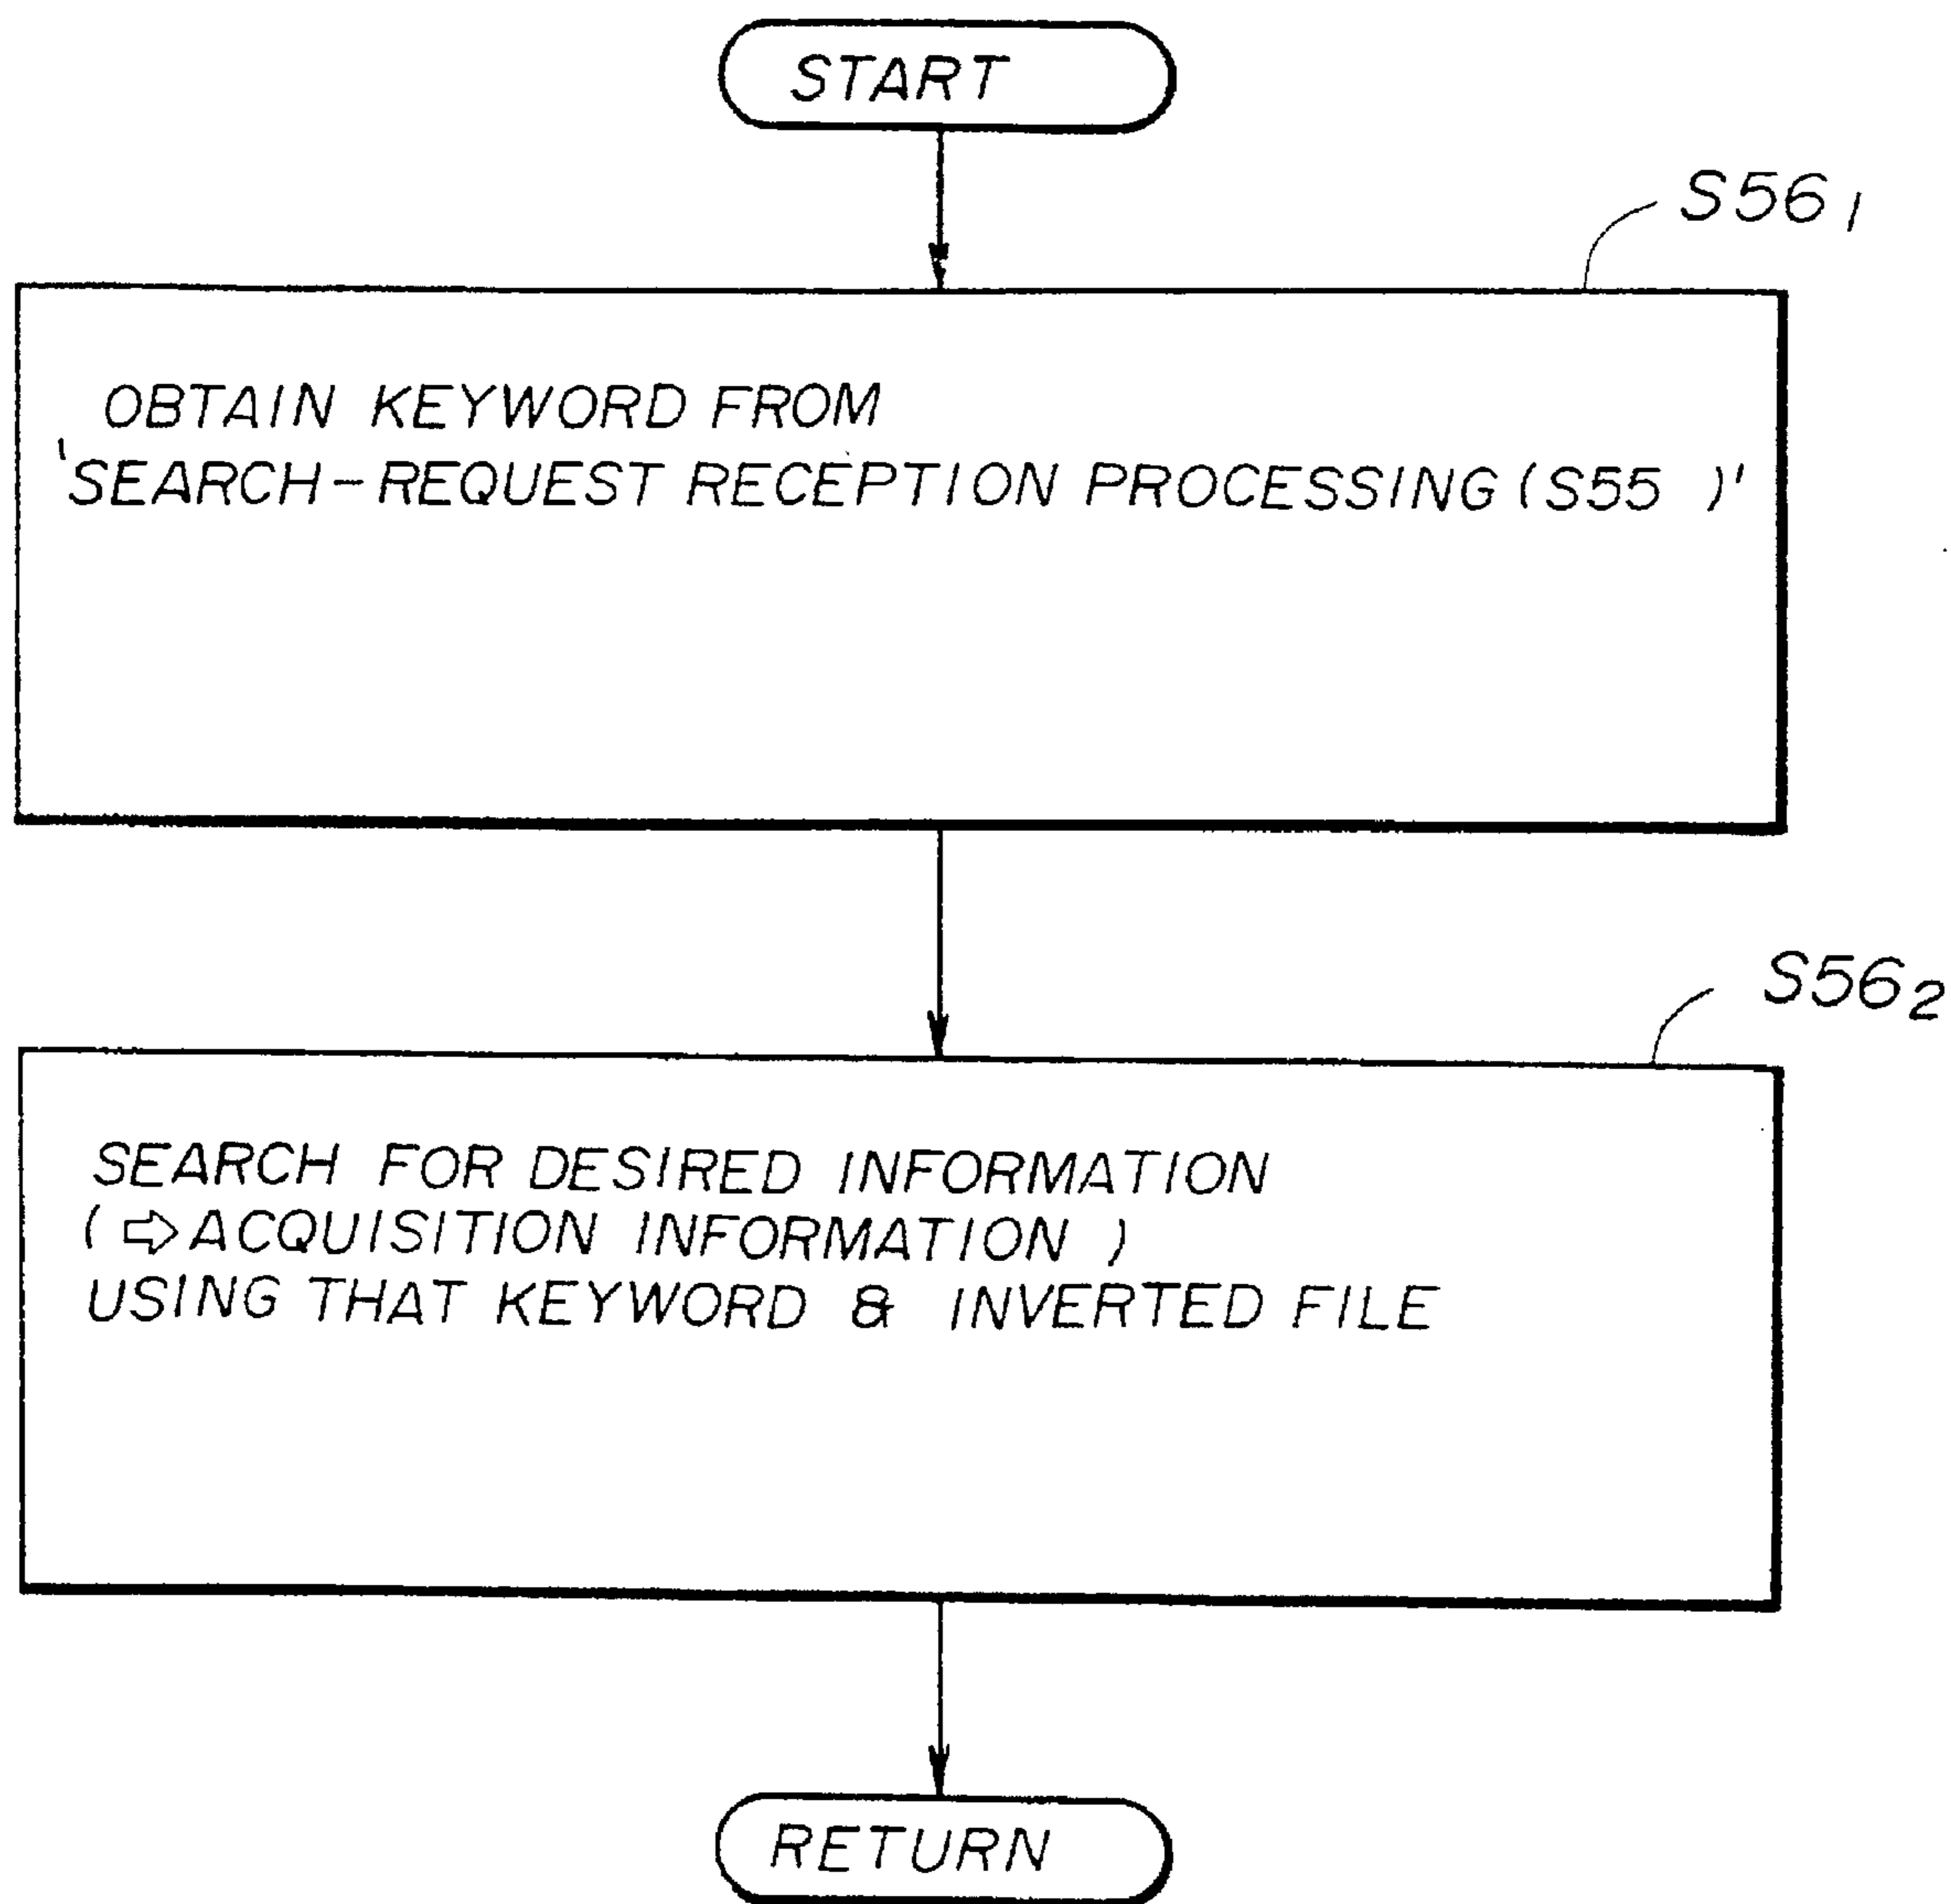 START
S56₁
OBTAIN KEYWORD FROM
'SEARCH-REQUEST RECEPTION PROCESSING (S55 )'
S56₂
SEARCH FOR DESIRED INFORMATION
( ⇨ ACQUISITION INFORMATION )
USING THAT KEYWORD & INVERTED FILE
RETURN